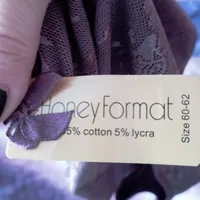 HoneyFormat
5% cotton 5% lycra
Size 60-62